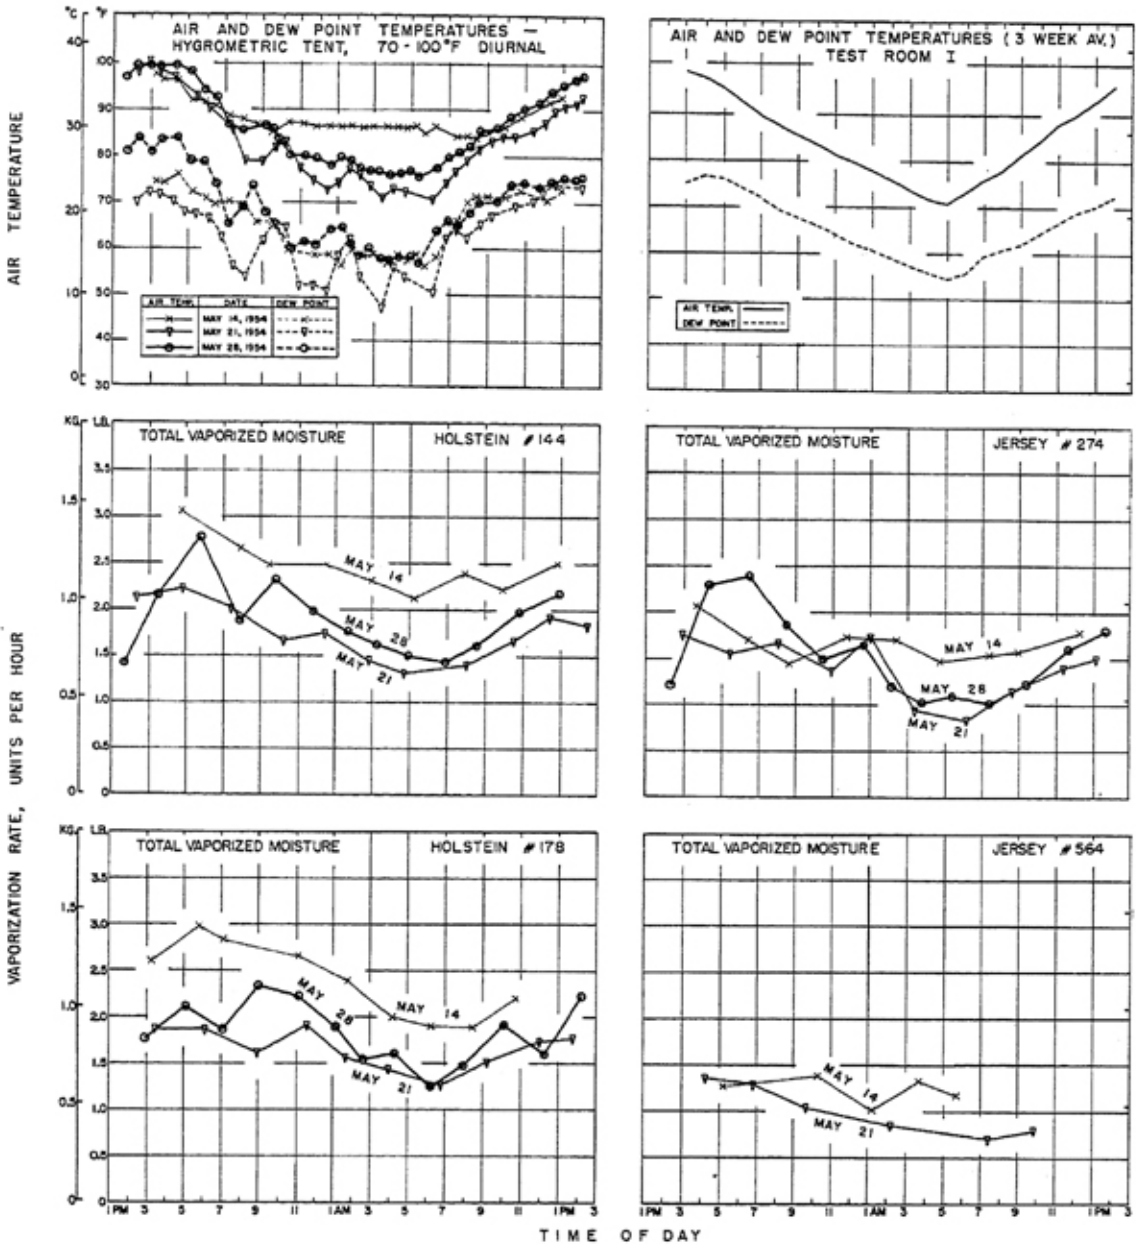 °C °F
AIR AND DEW POINT TEMPERATURES —
HYGROMETRIC TENT, 70 - 100°F DIURNAL
40
100
90
30
80
70
20
60
10
50
40
0
30
AIR TEMP. DATE DEW POINT
MAY 14, 1954
MAY 21, 1954
MAY 28, 1954
AIR TEMPERATURE
AIR AND DEW POINT TEMPERATURES (3 WEEK AV.)
TEST ROOM I
AIR TEMP.
DEW POINT
KG. LB.
TOTAL VAPORIZED MOISTURE HOLSTEIN #144
3.5
1.5
3.0
2.5
1.0
2.0
1.5
0.5
1.0
0.5
0 0
MAY 14
MAY 28
MAY 21
TOTAL VAPORIZED MOISTURE JERSEY #274
MAY 14
MAY 28
MAY 21
VAPORIZATION RATE, UNITS PER HOUR
KG. LB.
TOTAL VAPORIZED MOISTURE HOLSTEIN #178
3.5
1.5
3.0
2.5
1.0
2.0
1.5
0.5
1.0
0.5
0 0
MAY 28
MAY 14
MAY 21
1 PM 3 5 7 9 11 1 AM 3 5 7 9 11 1 PM 3
TOTAL VAPORIZED MOISTURE JERSEY #564
MAY 14
MAY 21
1 PM 3 5 7 9 11 1 AM 3 5 7 9 11 1 PM 3
TIME OF DAY